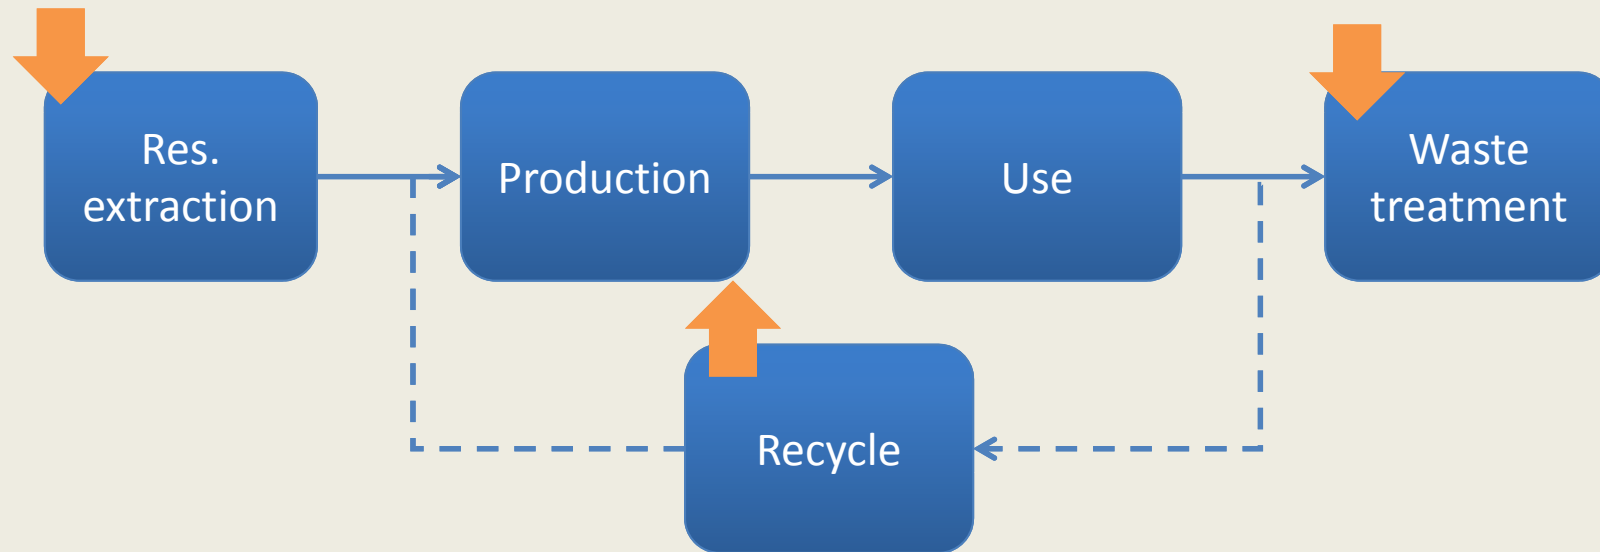 Res.
extraction
Production
Use
Waste
treatment
Recycle